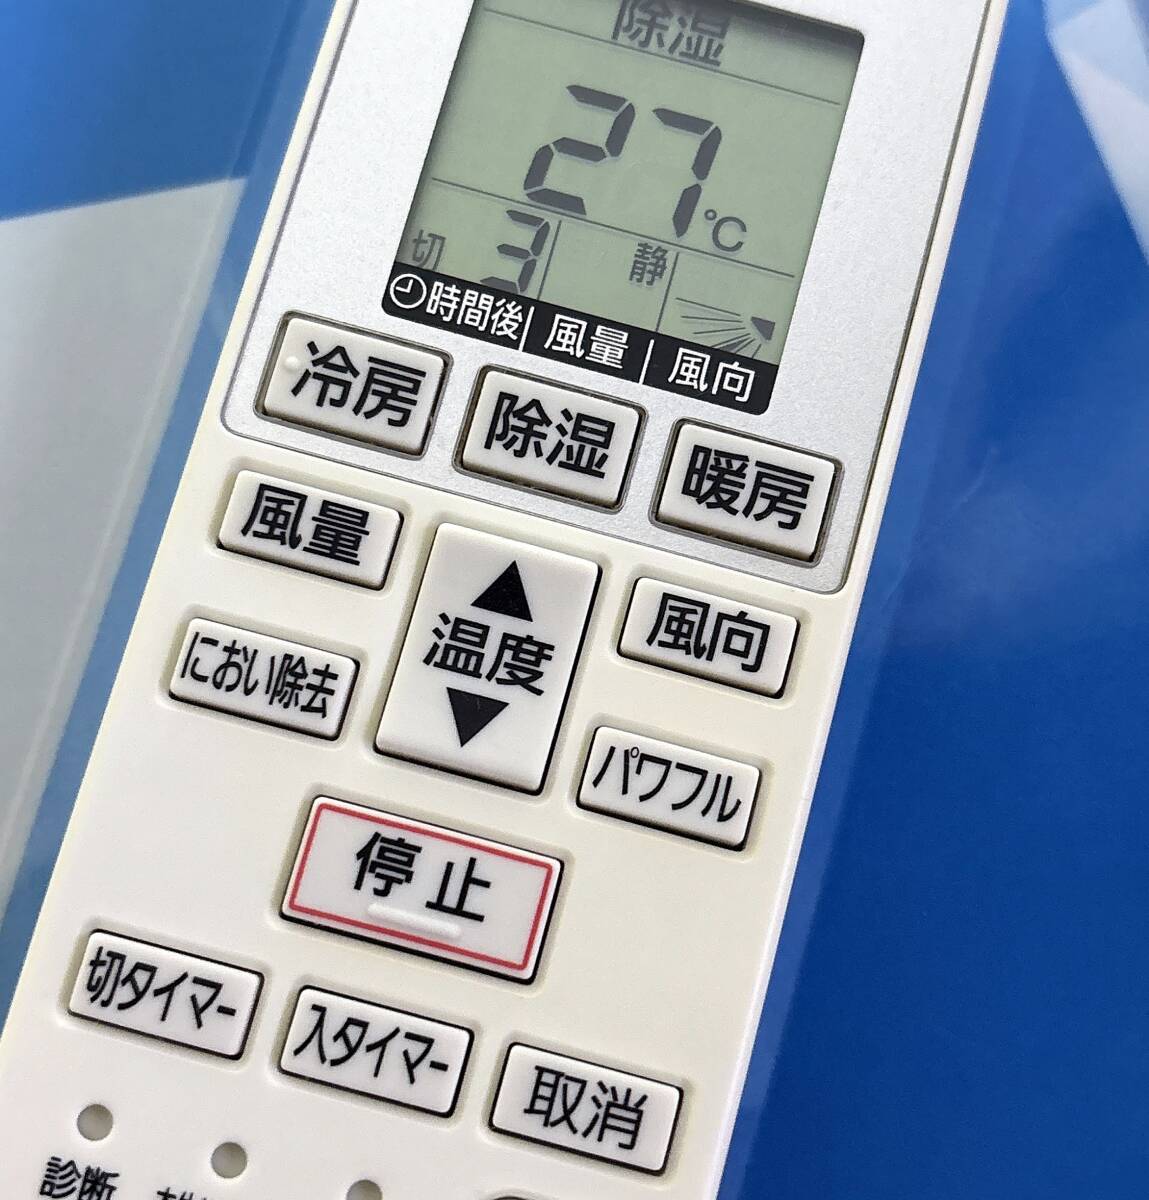 除湿
27℃
切 3 静
時間後 風量 風向
冷房 除湿 暖房
風量 温度 風向
におい除去 パワフル
停止
切タイマー 入タイマー 取消
診断